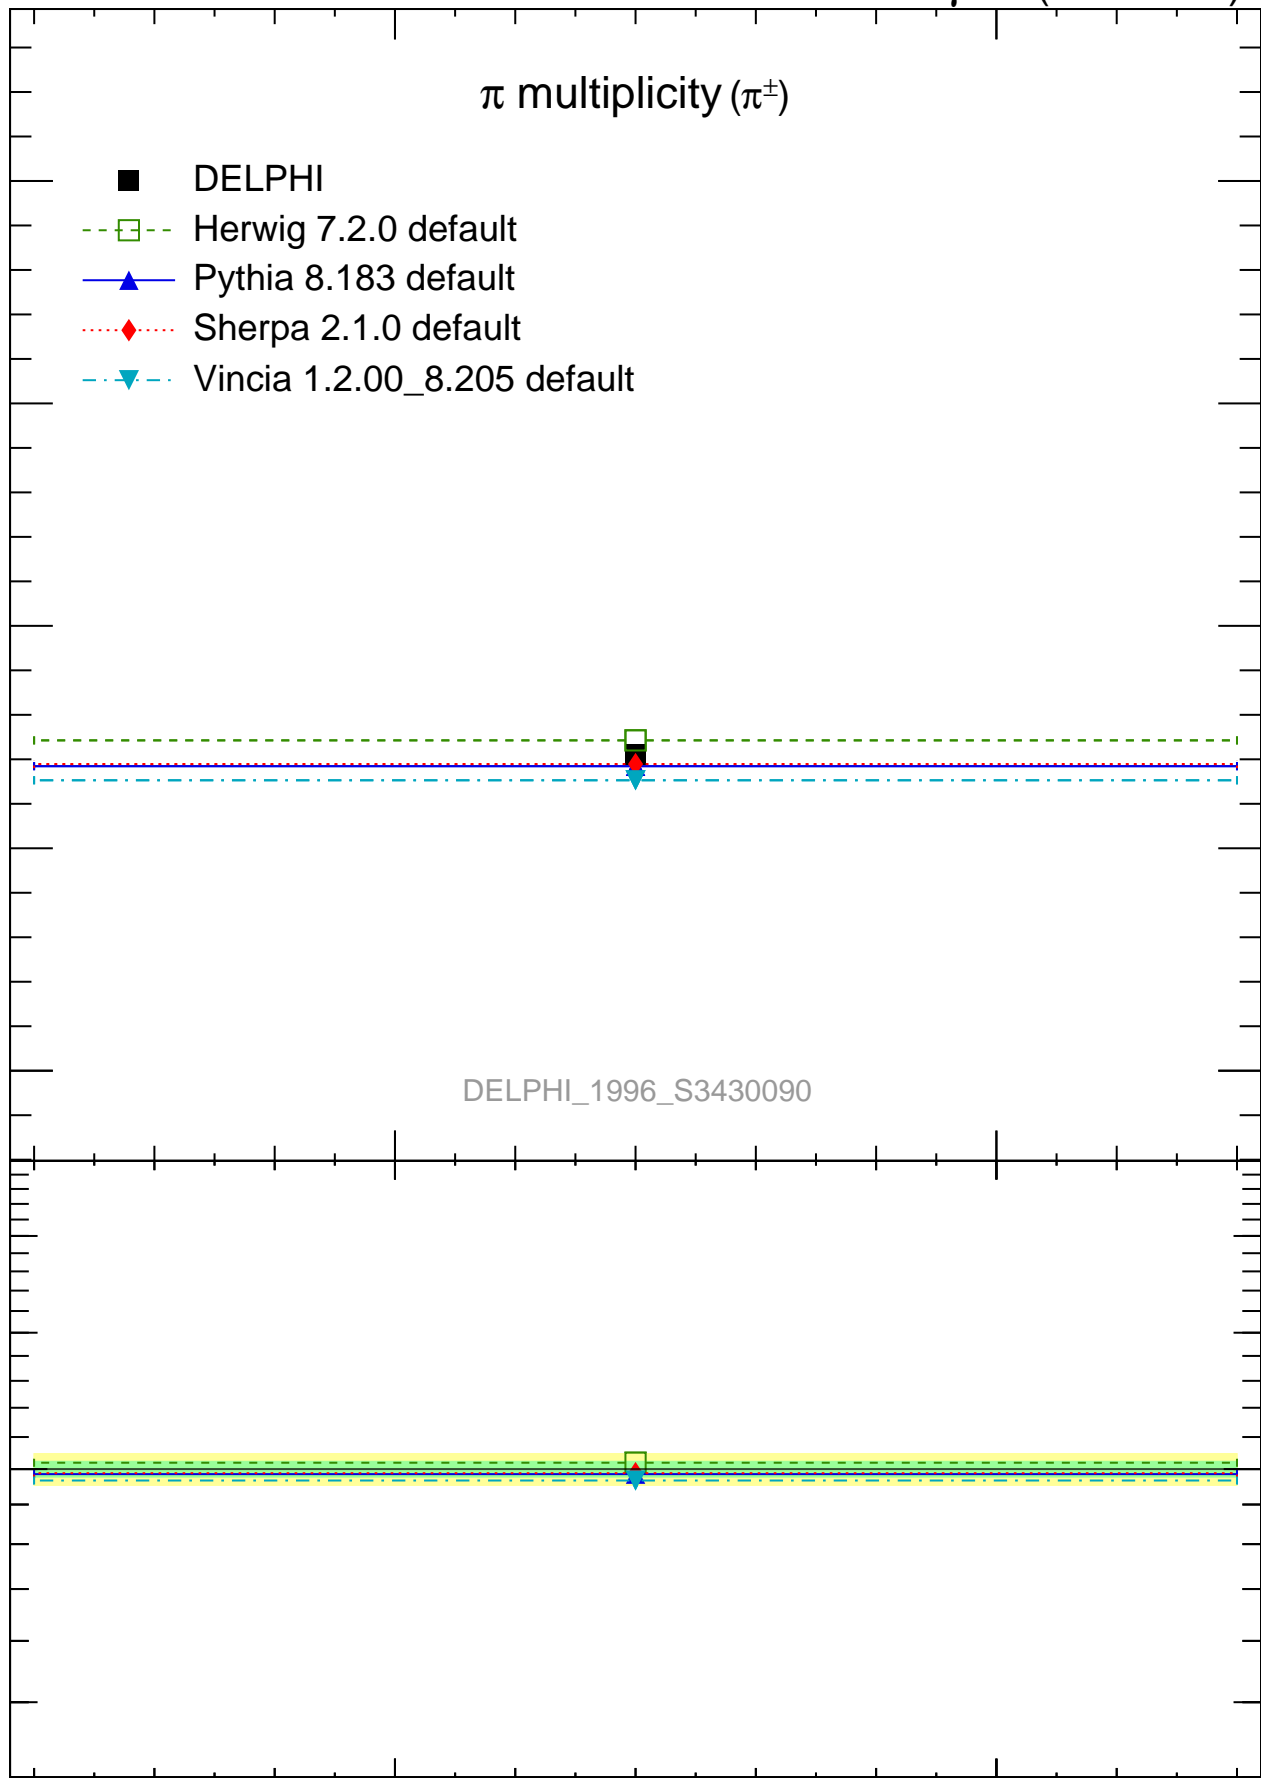 π multiplicity (π±)
DELPHI
Herwig 7.2.0 default
Pythia 8.183 default
Sherpa 2.1.0 default
Vincia 1.2.00_8.205 default
DELPHI_1996_S3430090